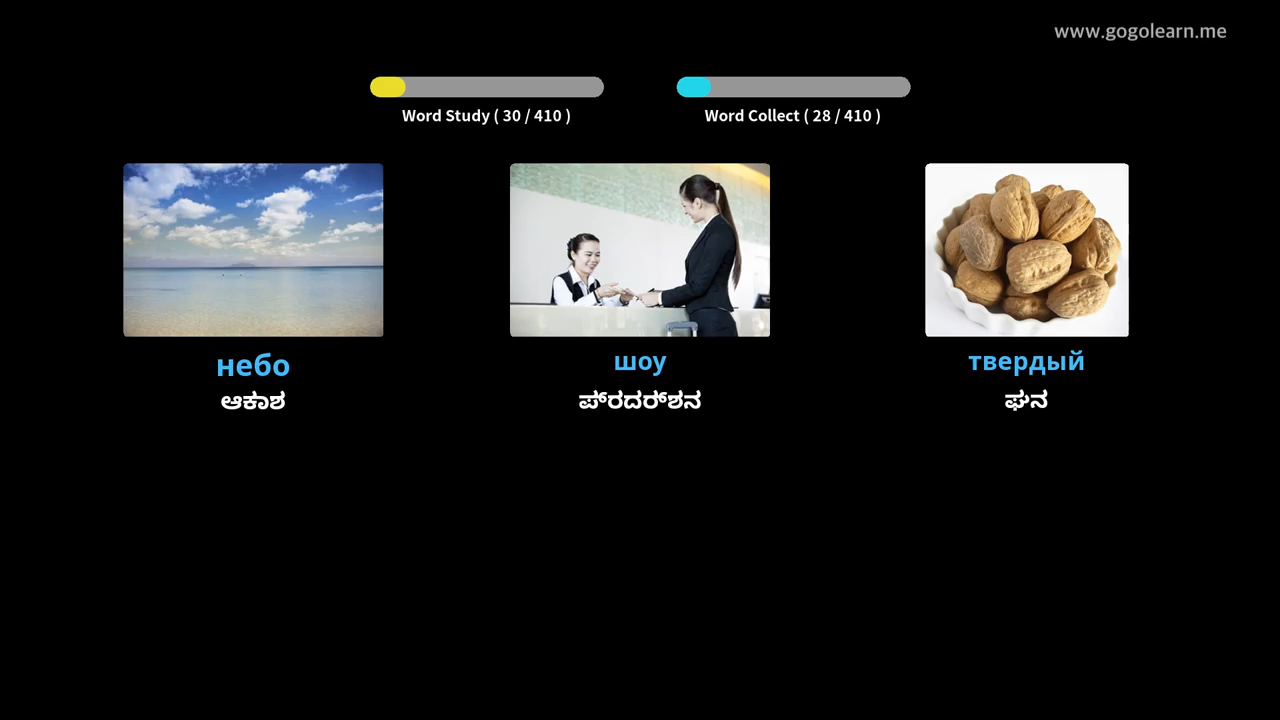 www.gogolearn.me
Word Study ( 30 / 410 )
Word Collect ( 28 / 410 )
небо
ಆಕಾಶ
шоу
ಪ್‌ರದರ್‌ಶನ
твердый
ಘನ